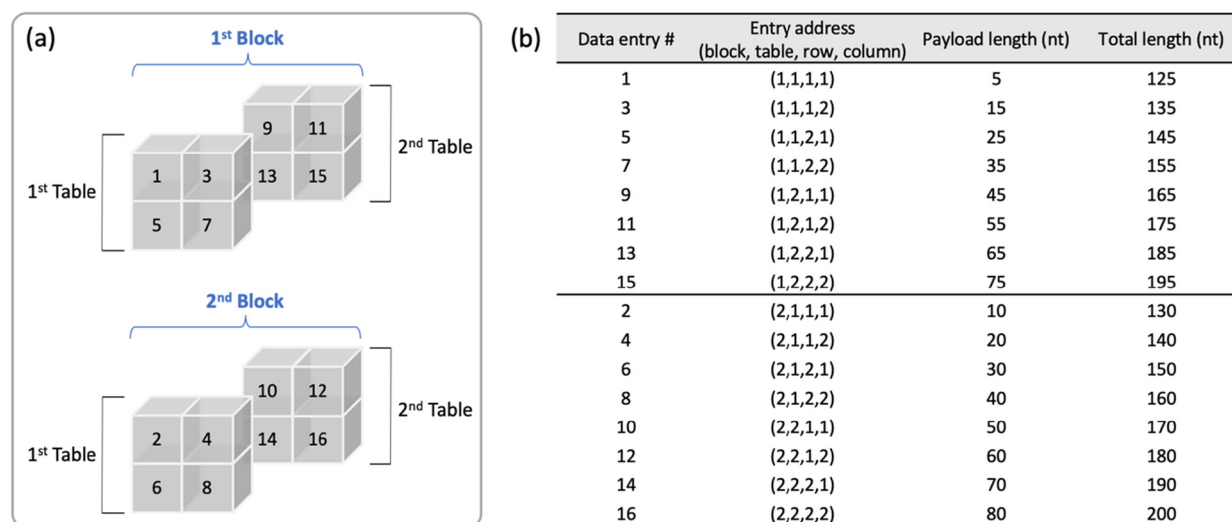 (a)
1st Block
1st Table
9 11
1 3
13 15
5 7
2nd Table
2nd Block
1st Table
10 12
2 4
14 16
6 8
2nd Table
(b)
Data entry # Entry address (block, table, row, column) Payload length (nt) Total length (nt)
1 (1,1,1,1) 5 125
3 (1,1,1,2) 15 135
5 (1,1,2,1) 25 145
7 (1,1,2,2) 35 155
9 (1,2,1,1) 45 165
11 (1,2,1,2) 55 175
13 (1,2,2,1) 65 185
15 (1,2,2,2) 75 195
2 (2,1,1,1) 10 130
4 (2,1,1,2) 20 140
6 (2,1,2,1) 30 150
8 (2,1,2,2) 40 160
10 (2,2,1,1) 50 170
12 (2,2,1,2) 60 180
14 (2,2,2,1) 70 190
16 (2,2,2,2) 80 200